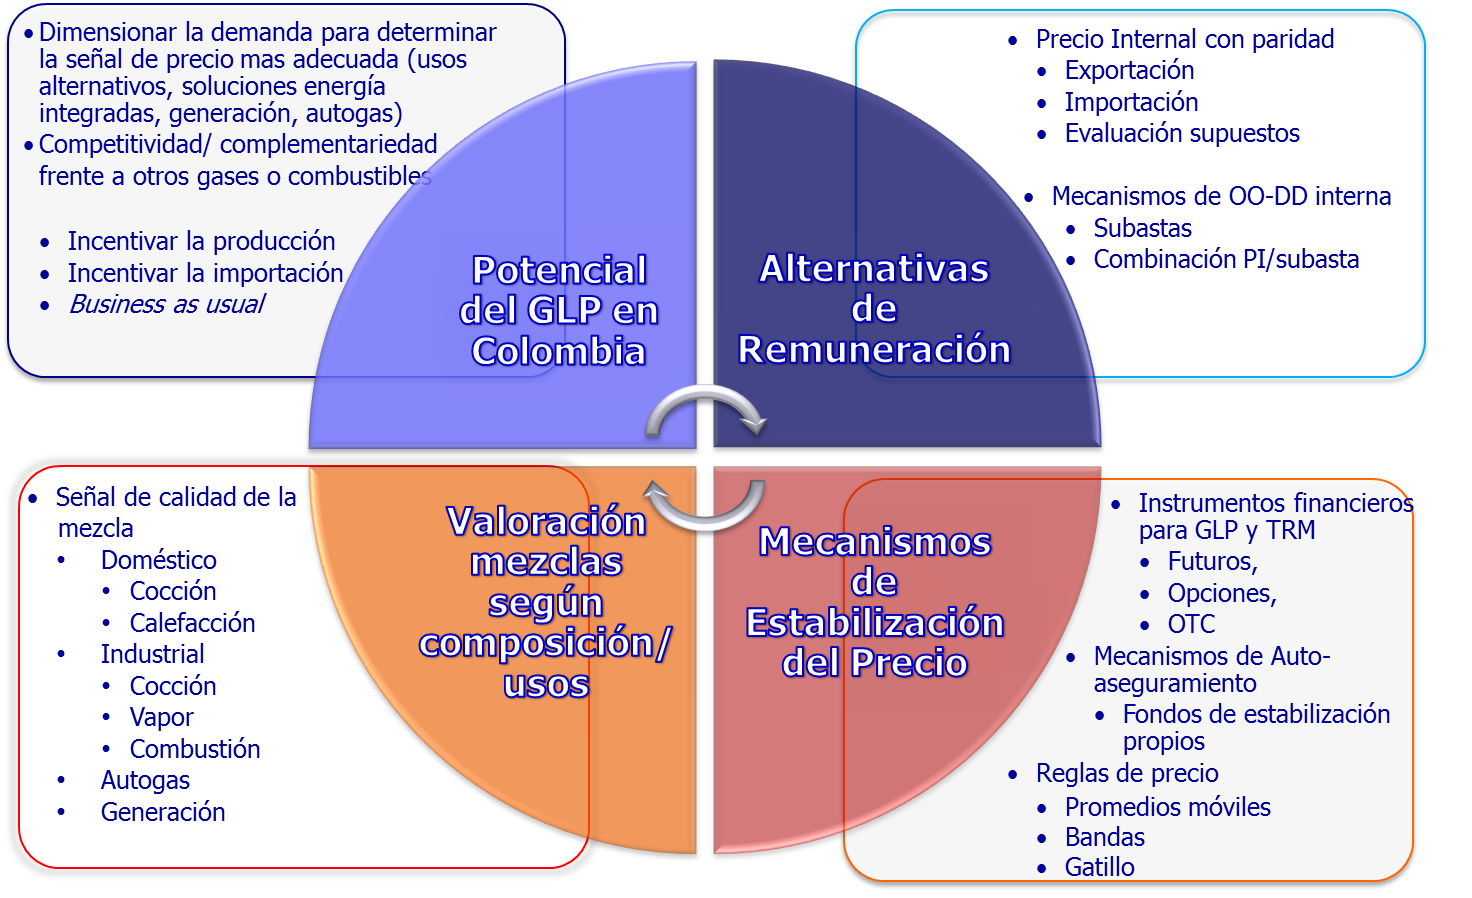 • Dimensionar la demanda para determinar
la señal de precio mas adecuada (usos
alternativos, soluciones energía
integradas, generación, autogas)
• Competitividad/ complementariedad
frente a otros gases o combustibles
• Incentivar la producción
• Incentivar la importación
• Business as usual
Potencial
del GLP en
Colombia
• Precio Internal con paridad
• Exportación
• Importación
• Evaluación supuestos
• Mecanismos de OO-DD interna
• Subastas
• Combinación PI/subasta
Alternativas
de
Remuneración
• Señal de calidad de la
mezcla
• Doméstico
• Cocción
• Calefacción
• Industrial
• Cocción
• Vapor
• Combustión
• Autogas
• Generación
Valoración
mezclas
según
composición/
usos
Mecanismos
de
Estabilización
del Precio
• Instrumentos financieros
para GLP y TRM
• Futuros,
• Opciones,
• OTC
• Mecanismos de Auto-
aseguramiento
• Fondos de estabilización
propios
• Reglas de precio
• Promedios móviles
• Bandas
• Gatillo